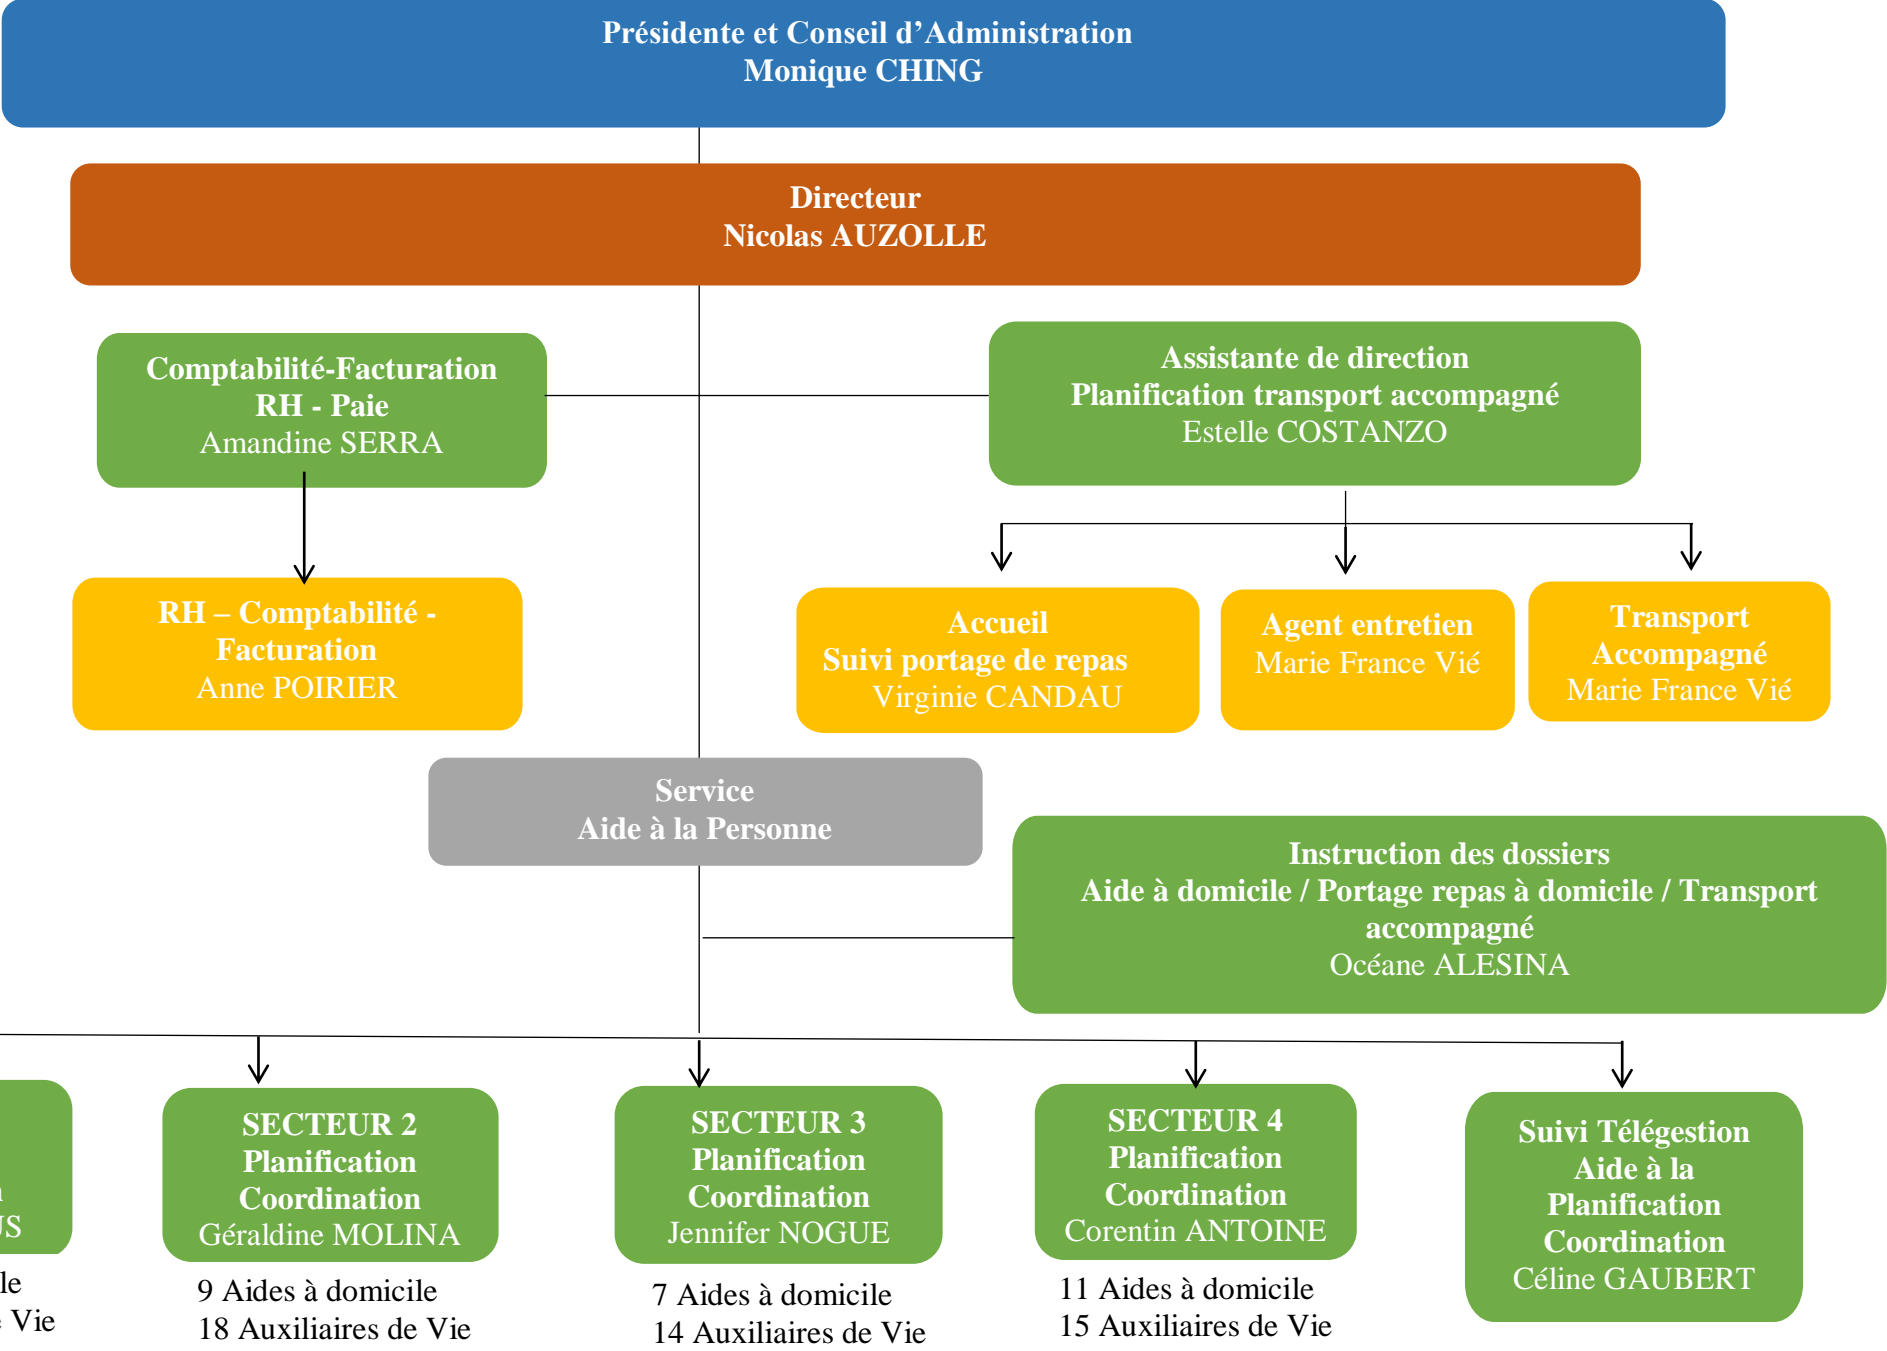 Présidente et Conseil d’Administration
Monique CHING
Directeur
Nicolas AUZOLLE
Comptabilité-Facturation
RH - Paie
Amandine SERRA
Assistante de direction
Planification transport accompagné
Estelle COSTANZO
RH – Comptabilité -
Facturation
Anne POIRIER
Accueil
Suivi portage de repas
Virginie CANDAU
Agent entretien
Marie France Vié
Transport
Accompagné
Marie France Vié
Service
Aide à la Personne
Instruction des dossiers
Aide à domicile / Portage repas à domicile / Transport
accompagné
Océane ALESINA
SECTEUR 2
Planification
Coordination
Géraldine MOLINA
9 Aides à domicile
18 Auxiliaires de Vie
SECTEUR 3
Planification
Coordination
Jennifer NOGUE
7 Aides à domicile
14 Auxiliaires de Vie
SECTEUR 4
Planification
Coordination
Corentin ANTOINE
11 Aides à domicile
15 Auxiliaires de Vie
Suivi Télégestion
Aide à la
Planification
Coordination
Céline GAUBERT
Vie